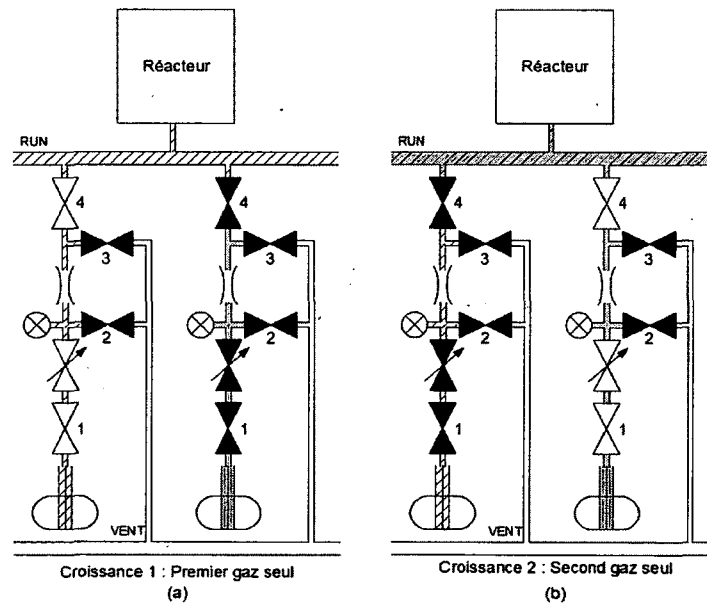 Réacteur
RUN
4
4
3
3
2
2
1
1
VENT
Croissance 1 : Premier gaz seul
(a)
Réacteur
RUN
4
4
3
3
2
2
1
1
VENT
Croissance 2 : Second gaz seul
(b)